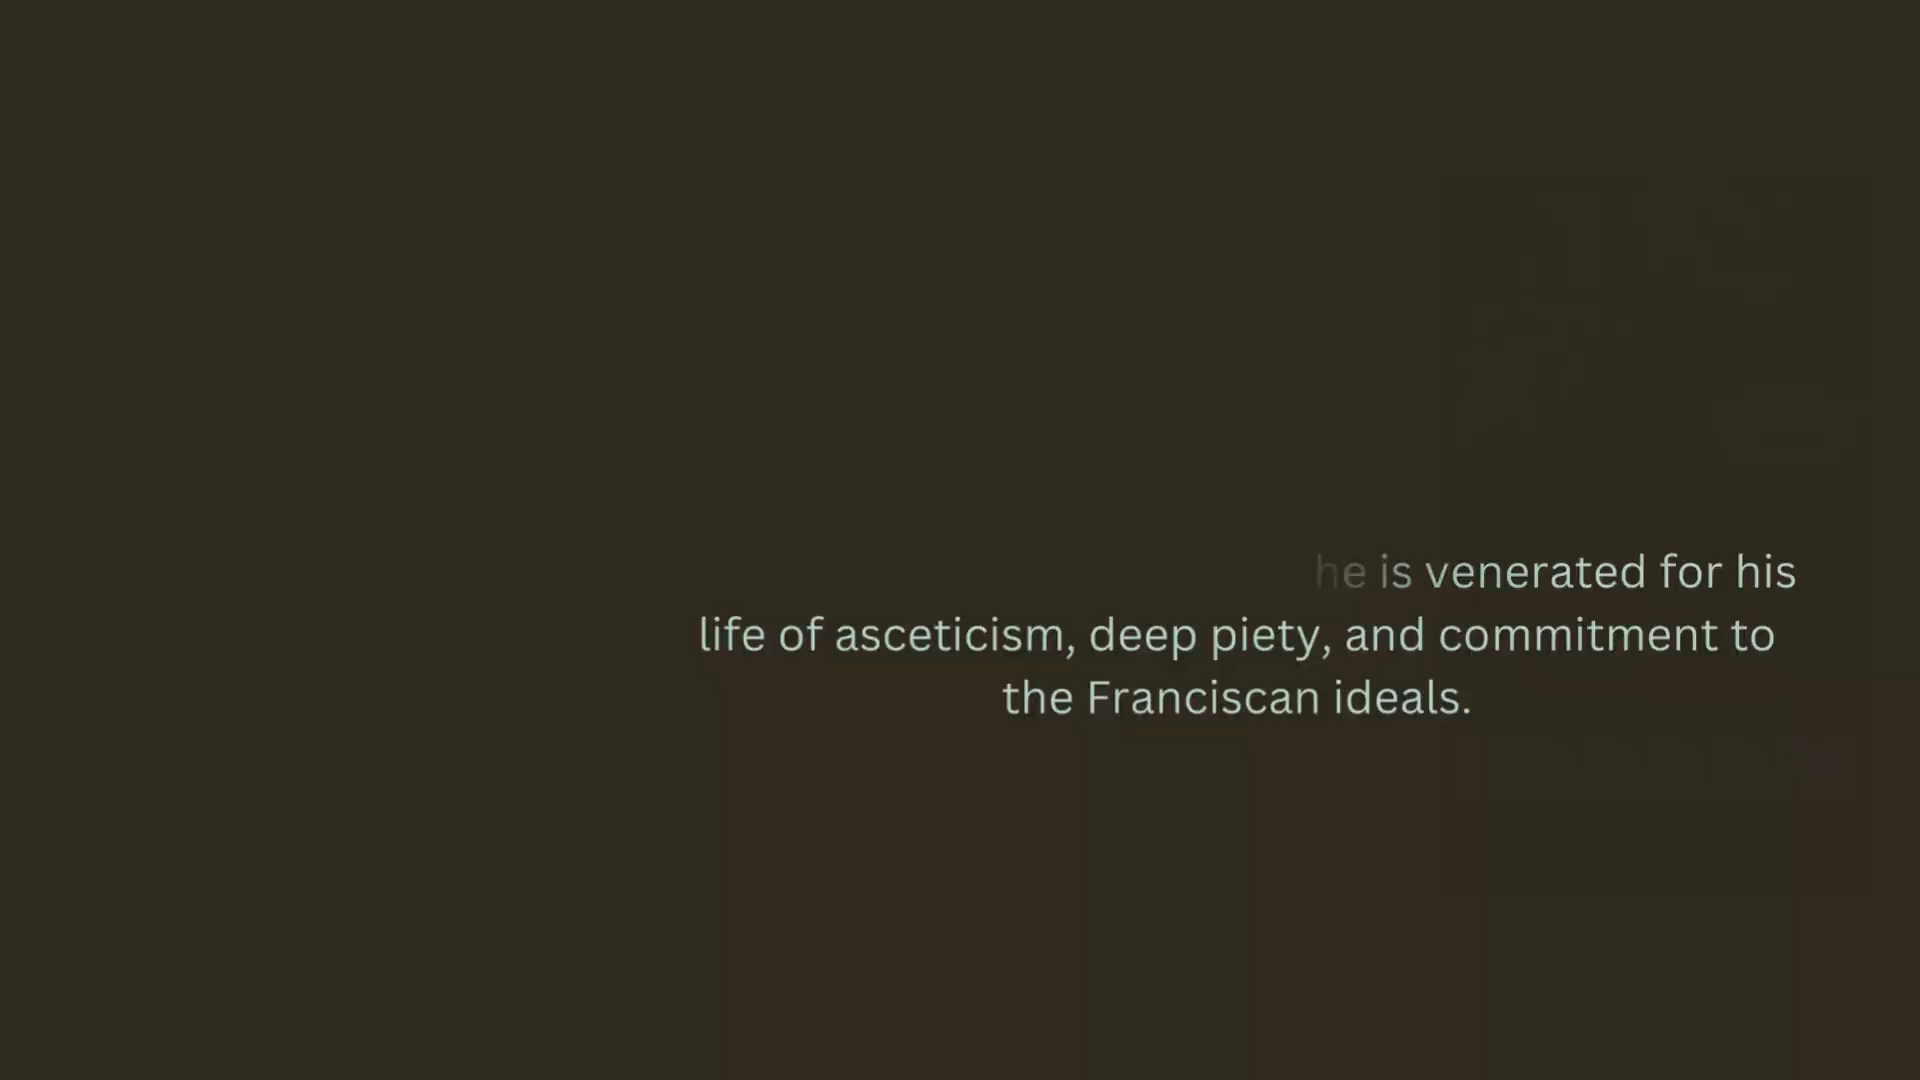 he is venerated for his
life of asceticism, deep piety, and commitment to
the Franciscan ideals.